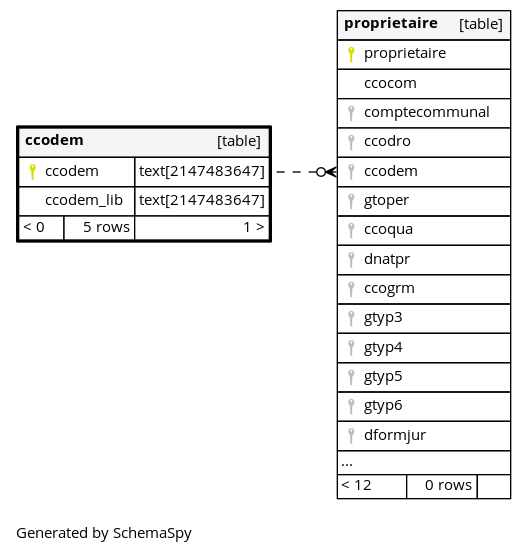 ccodem [table]
ccodem text[2147483647]
ccodem_lib text[2147483647]
< 0 5 rows 1 >
proprietaire [table]
proprietaire
ccocom
comptecommunal
ccodro
ccodem
gtoper
ccoqua
dnatpr
ccogrm
gtyp3
gtyp4
gtyp5
gtyp6
dformjur
...
< 12 0 rows
Generated by SchemaSpy